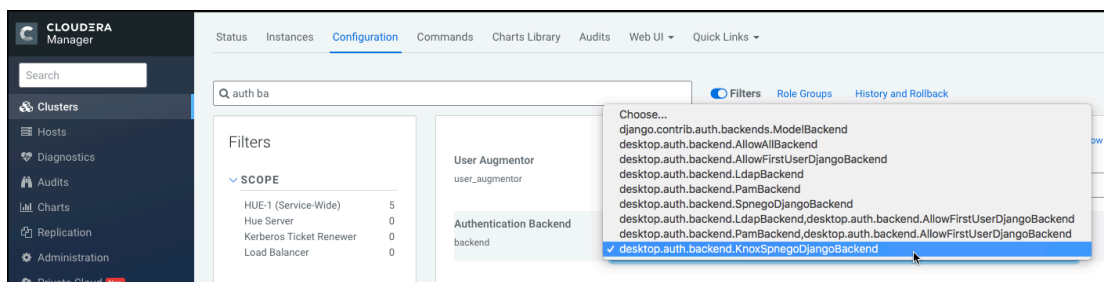 CLOUDERA
Manager
Search
Clusters
Hosts
Diagnostics
Audits
Charts
Replication
Administration
Private Cloud New
Status Instances Configuration Commands Charts Library Audits Web UI Quick Links
auth ba
Filters Role Groups History and Rollback
Filters
SCOPE
HUE-1 (Service-Wide) 5
Hue Server 0
Kerberos Ticket Renewer 0
Load Balancer 0
User Augmentor
user_augmentor
Authentication Backend
backend
Choose...
django.contrib.auth.backends.ModelBackend
desktop.auth.backend.AllowAllBackend
desktop.auth.backend.AllowFirstUserDjangoBackend
desktop.auth.backend.LdapBackend
desktop.auth.backend.PamBackend
desktop.auth.backend.SpnegoDjangoBackend
desktop.auth.backend.LdapBackend,desktop.auth.backend.AllowFirstUserDjangoBackend
desktop.auth.backend.PamBackend,desktop.auth.backend.AllowFirstUserDjangoBackend
✓ desktop.auth.backend.KnoxSpnegoDjangoBackend